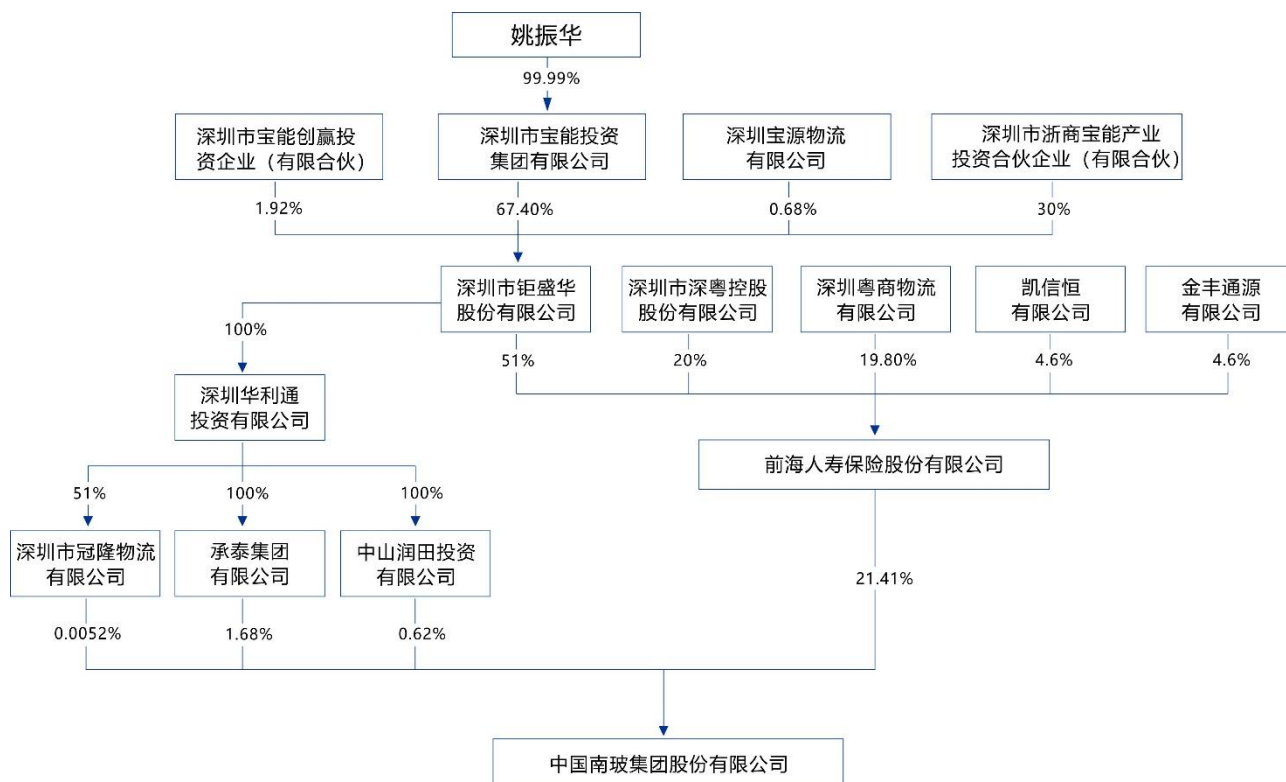 姚振华
99.99%
深圳市宝能创赢投
资企业（有限合伙）
深圳市宝能投资
集团有限公司
深圳宝源物流
有限公司
深圳市浙商宝能产业
投资合伙企业（有限合伙）
1.92%
67.40%
0.68%
30%
深圳市钜盛华
股份有限公司
深圳市深粤控股
股份有限公司
深圳粤商物流
有限公司
凯信恒
有限公司
金丰通源
有限公司
100%
51%
20%
19.80%
4.6%
4.6%
深圳华利通
投资有限公司
前海人寿保险股份有限公司
51%
100%
100%
深圳市冠隆物流
有限公司
承泰集团
有限公司
中山润田投资
有限公司
21.41%
0.0052%
1.68%
0.62%
中国南玻集团股份有限公司